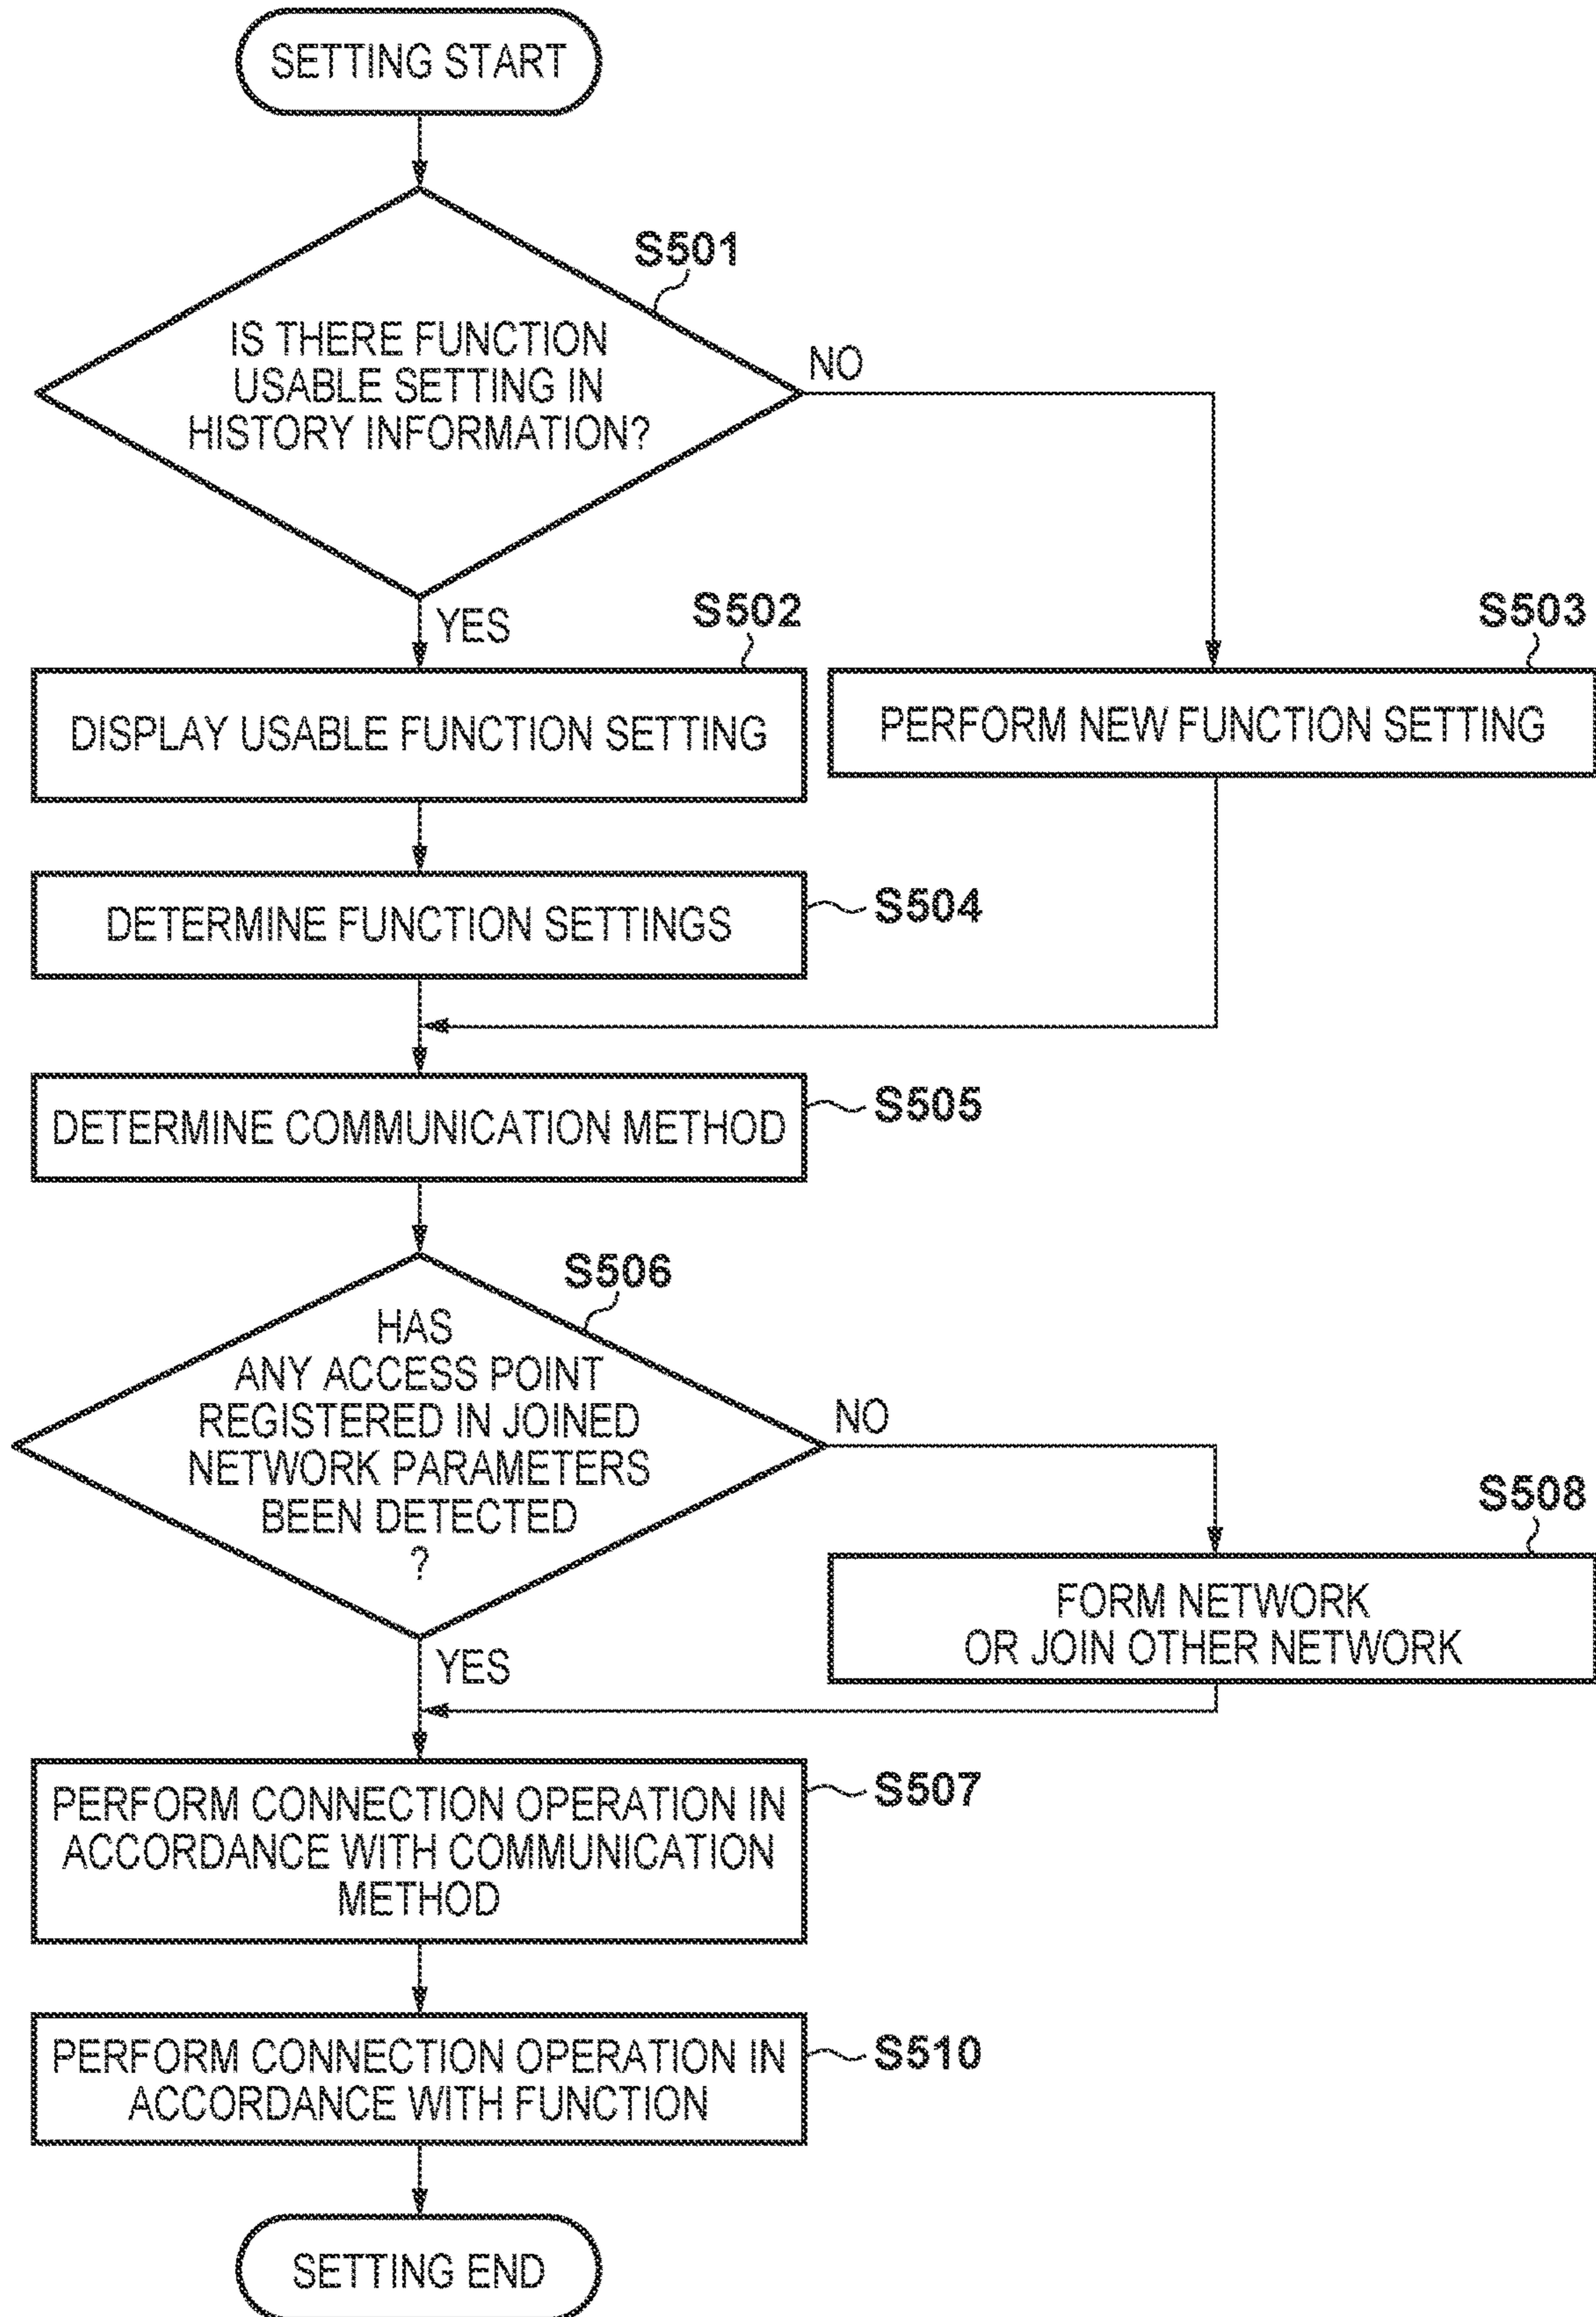 SETTING START
S501
IS THERE FUNCTION
USABLE SETTING IN
HISTORY INFORMATION?
NO
YES
S502
S503
DISPLAY USABLE FUNCTION SETTING
PERFORM NEW FUNCTION SETTING
DETERMINE FUNCTION SETTINGS
S504
DETERMINE COMMUNICATION METHOD
S505
S506
HAS
ANY ACCESS POINT
REGISTERED IN JOINED
NETWORK PARAMETERS
BEEN DETECTED
?
NO
YES
S508
FORM NETWORK
OR JOIN OTHER NETWORK
PERFORM CONNECTION OPERATION IN
ACCORDANCE WITH COMMUNICATION
METHOD
S507
PERFORM CONNECTION OPERATION IN
ACCORDANCE WITH FUNCTION
S510
SETTING END